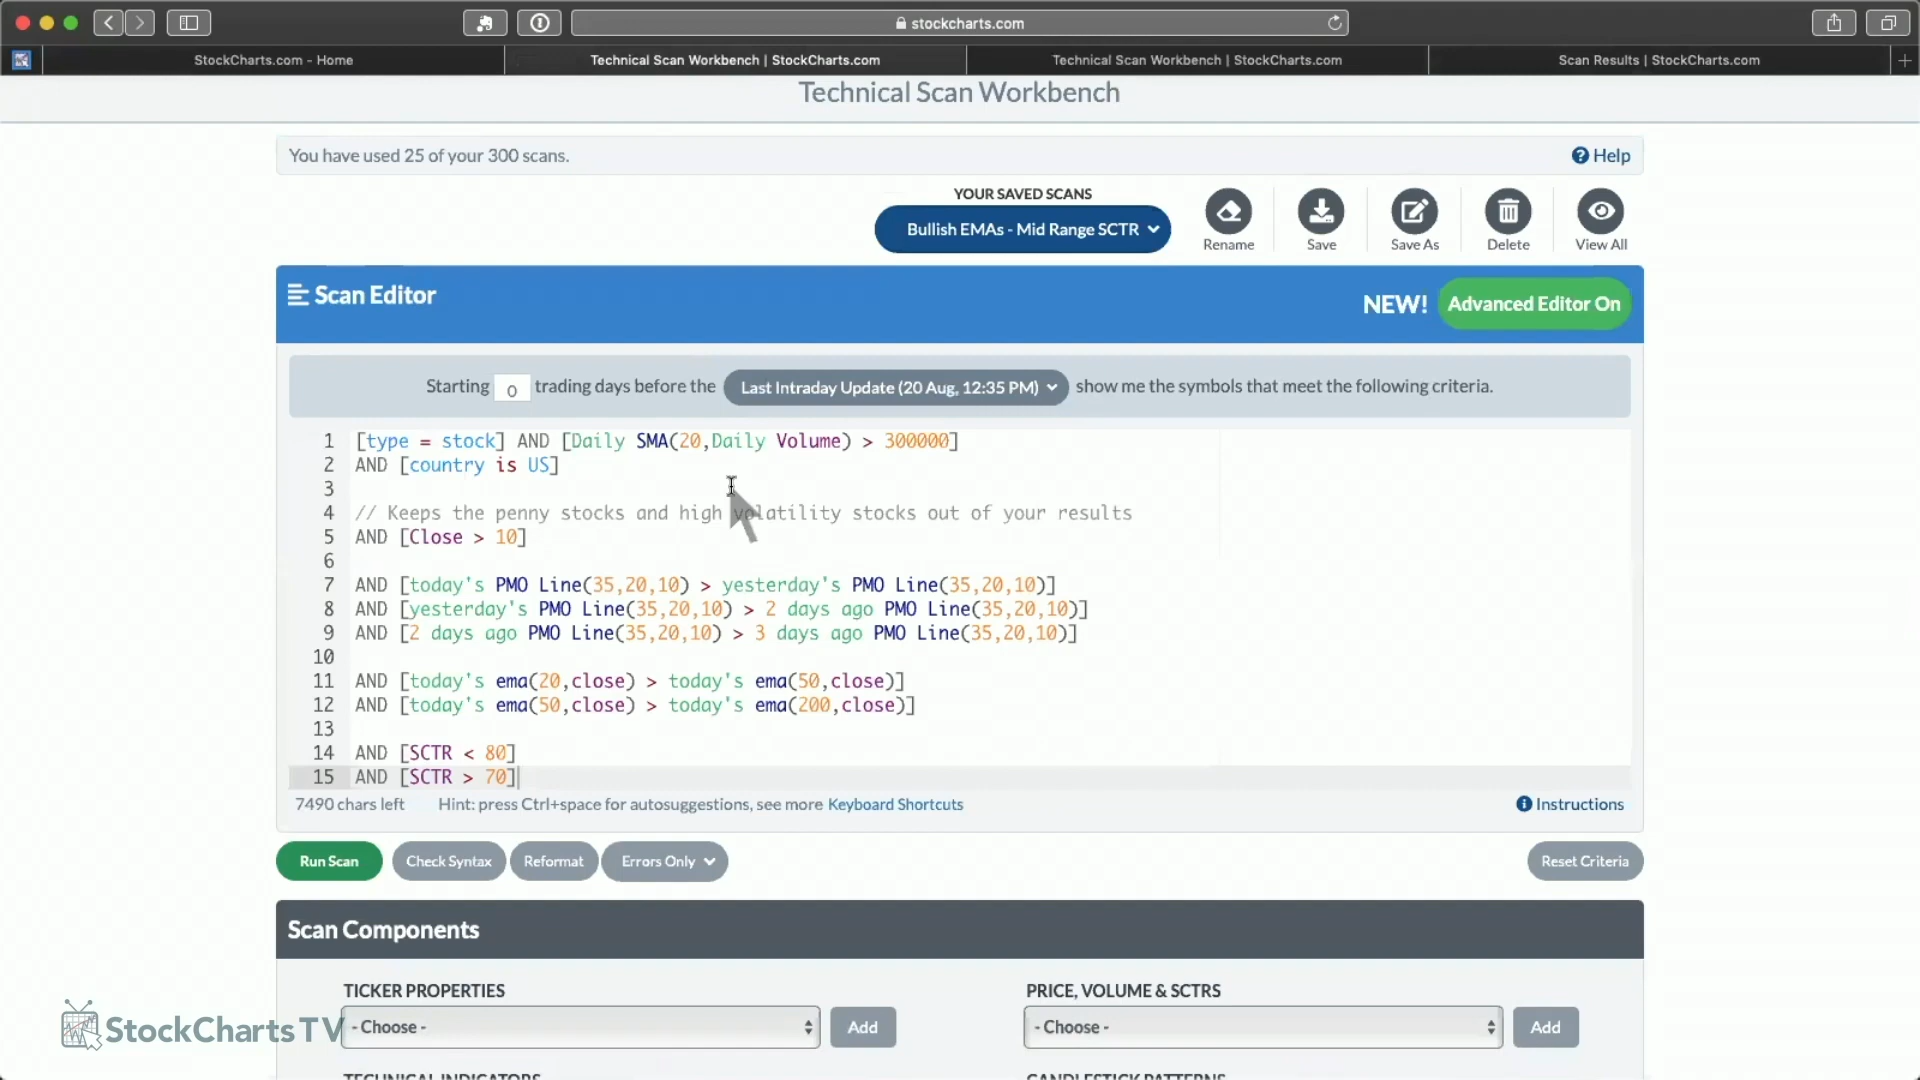 stockcharts.com
StockCharts.com - Home
Technical Scan Workbench | StockCharts.com
Technical Scan Workbench | StockCharts.com
Scan Results | StockCharts.com
Technical Scan Workbench
You have used 25 of your 300 scans.
Help
YOUR SAVED SCANS
Bullish EMAs - Mid Range SCTR
Rename
Save
Save As
Delete
View All
Scan Editor
NEW! Advanced Editor On
Starting 0 trading days before the Last Intraday Update (20 Aug, 12:35 PM) show me the symbols that meet the following criteria.
1 [type = stock] AND [Daily SMA(20,Daily Volume) > 300000]
2 AND [country is US]
3
4 // Keeps the penny stocks and high volatility stocks out of your results
5 AND [Close > 10]
6
7 AND [today's PMO Line(35,20,10) > yesterday's PMO Line(35,20,10)]
8 AND [yesterday's PMO Line(35,20,10) > 2 days ago PMO Line(35,20,10)]
9 AND [2 days ago PMO Line(35,20,10) > 3 days ago PMO Line(35,20,10)]
10
11 AND [today's ema(20,close) > today's ema(50,close)]
12 AND [today's ema(50,close) > today's ema(200,close)]
13
14 AND [SCTR < 80]
15 AND [SCTR > 70]
7490 chars left Hint: press Ctrl+space for autosuggestions, see more Keyboard Shortcuts
Instructions
Run Scan
Check Syntax
Reformat
Errors Only
Reset Criteria
Scan Components
TICKER PROPERTIES
- Choose -
Add
PRICE, VOLUME & SCTRS
- Choose -
Add
StockCharts TV
TECHNICAL INDICATORS
CANDLESTICK PATTERNS